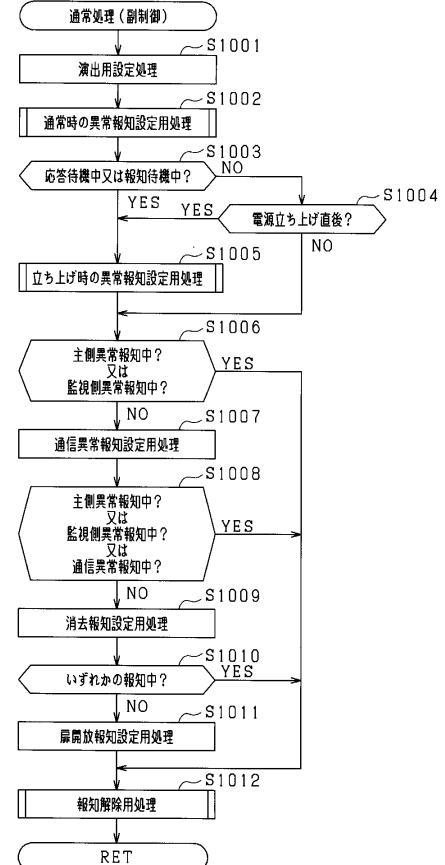 通常処理(副制御)
S1001
演出用設定処理
S1002
通常時の異常報知設定用処理
S1003
応答待機中又は報知待機中?
NO
YES
S1004
電源立ち上げ直後?
YES
NO
S1005
立ち上げ時の異常報知設定用処理
S1006
主側異常報知中?
又は
監視側異常報知中?
YES
NO
S1007
通信異常報知設定用処理
S1008
主側異常報知中?
又は
監視側異常報知中?
又は
通信異常報知中?
YES
NO
S1009
消去報知設定用処理
S1010
いずれかの報知中?
YES
NO
S1011
扉開放報知設定用処理
S1012
報知解除用処理
RET